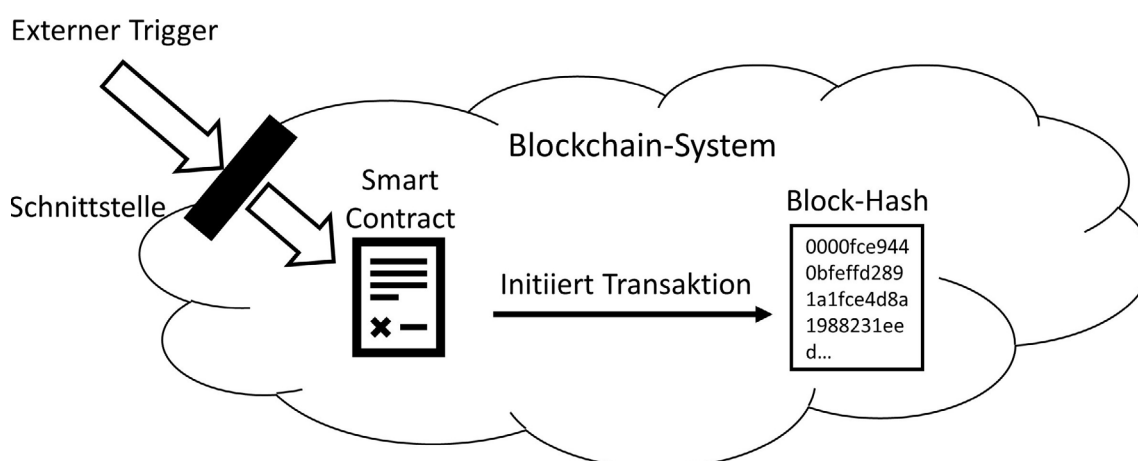 Externer Trigger
Blockchain-System
Schnittstelle
Smart
Contract
Block-Hash
Initiiert Transaktion
0000fce944
0bfeffd289
1a1fce4d8a
1988231ee
d...